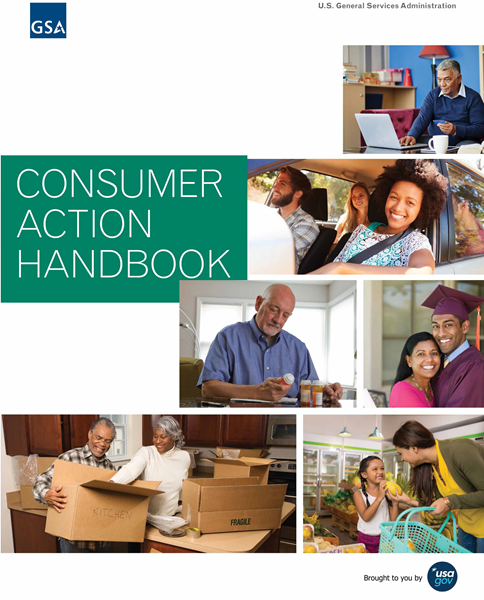 GSA
U.S. General Services Administration
CONSUMER
ACTION
HANDBOOK
KITCHEN
FRAGILE
Brought to you by
usa
gov